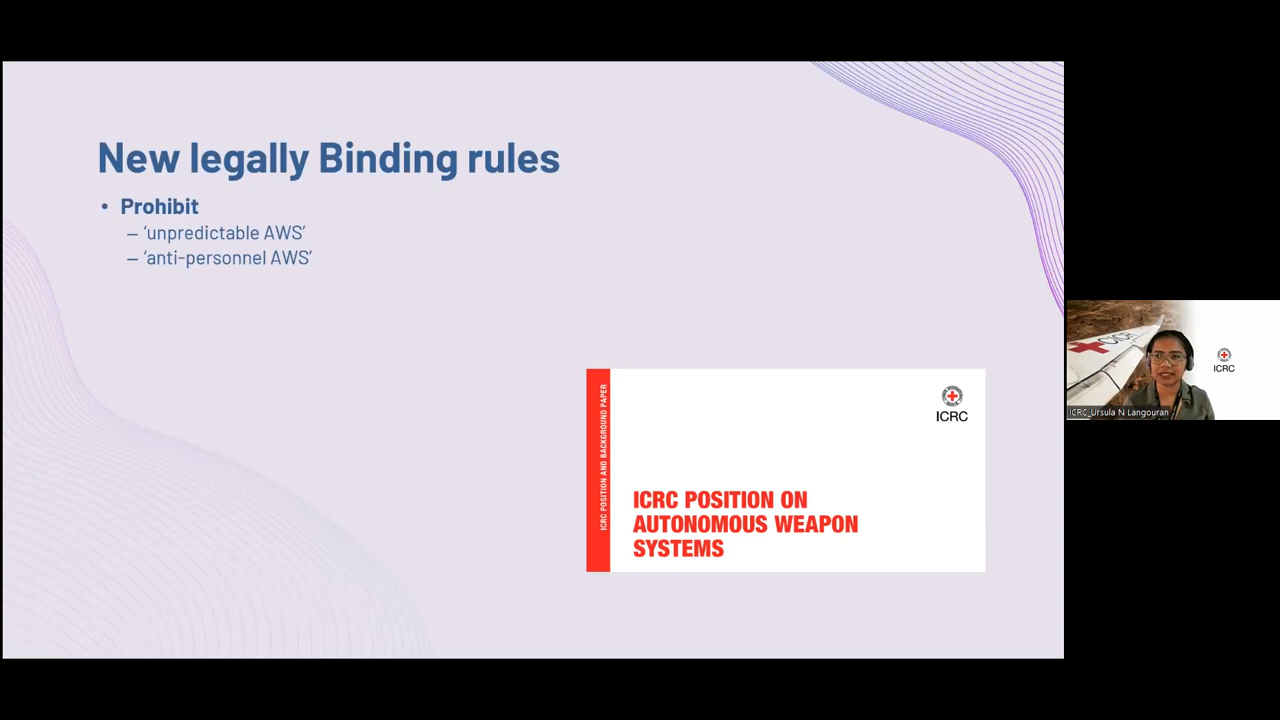 New legally Binding rules
• Prohibit
– ‘unpredictable AWS’
– ‘anti-personnel AWS’
ICRC POSITION AND BACKGROUND PAPER
ICRC
ICRC POSITION ON
AUTONOMOUS WEAPON
SYSTEMS
CICR
ICRC
ICRC_Ursula N Langouran